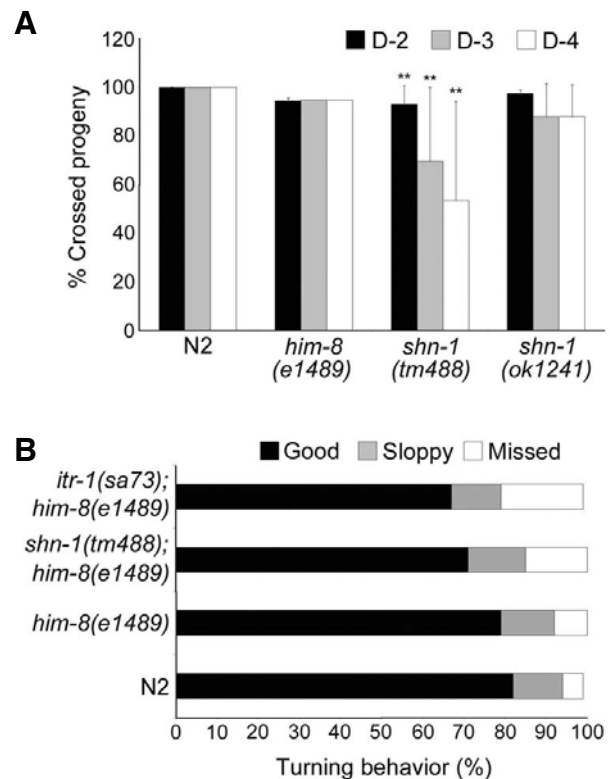 A
D-2 D-3 D-4
120
100
80
60
40
20
0
% Crossed progeny
** ** **
N2 him-8 shn-1 shn-1
(e1489) (tm488) (ok1241)
B
Good Sloppy Missed
itr-1(sa73);
him-8(e1489)
shn-1(tm488);
him-8(e1489)
him-8(e1489)
N2
0 10 20 30 40 50 60 70 80 90 100
Turning behavior (%)